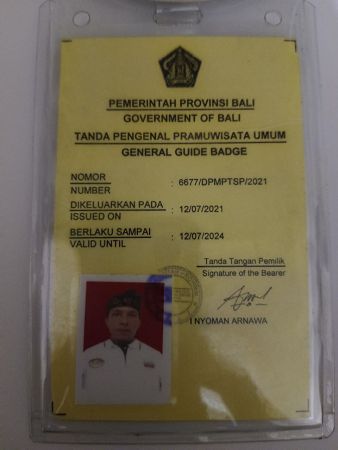 PEMERINTAH PROVINSI BALI
GOVERNMENT OF BALI
TANDA PENGENAL PRAMUWISATA UMUM
GENERAL GUIDE BADGE
NOMOR
NUMBER : 6677/DPMPTSP/2021
DIKELUARKAN PADA
ISSUED ON : 12/07/2021
BERLAKU SAMPAI
VALID UNTIL : 12/07/2024
Tanda Tangan Pemilik
Signature of the Bearer
I NYOMAN ARNAWA